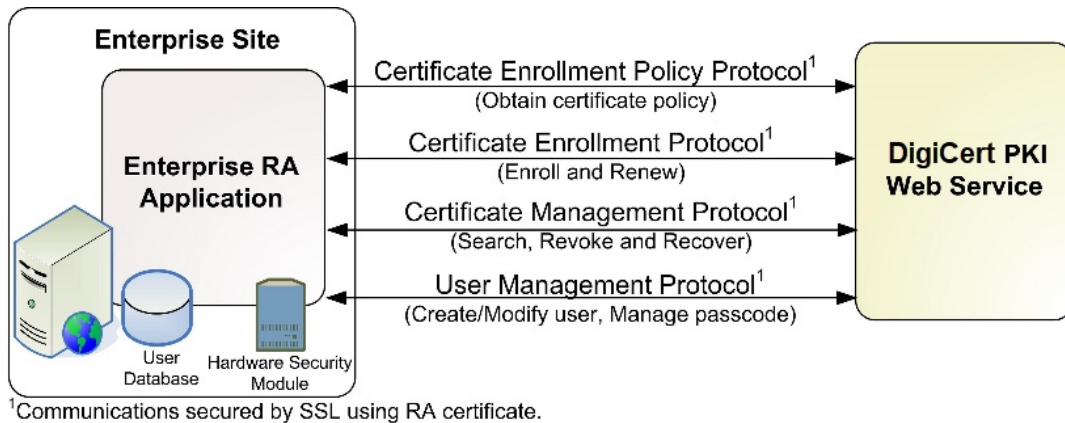 Enterprise Site
Enterprise RA
Application
User
Database
Hardware Security
Module
Certificate Enrollment Policy Protocol¹
(Obtain certificate policy)
Certificate Enrollment Protocol¹
(Enroll and Renew)
Certificate Management Protocol¹
(Search, Revoke and Recover)
User Management Protocol¹
(Create/Modify user, Manage passcode)
DigiCert PKI
Web Service
¹Communications secured by SSL using RA certificate.